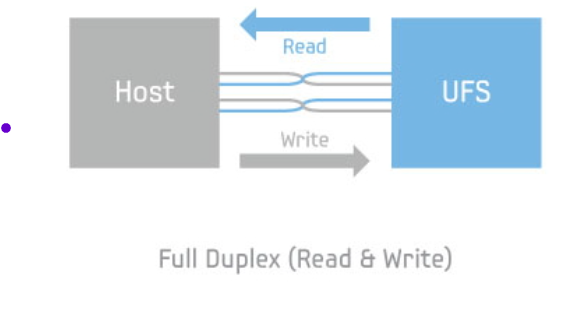 Read
Host
UFS
Write
Full Duplex (Read & Write)